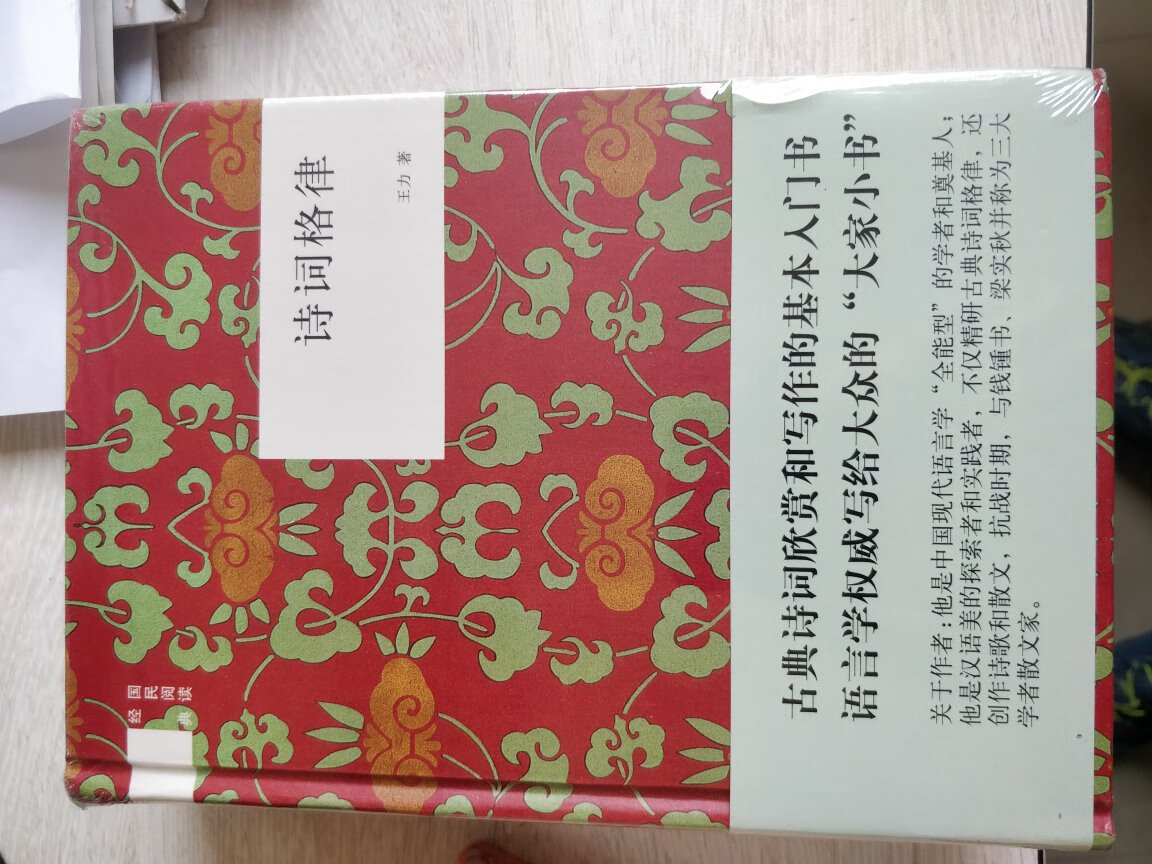 国民阅读
经典
诗词格律
王力 著
古典诗词欣赏和写作的基本入门书
语言学权威写给大众的“大家小书”
关于作者:他是中国现代语言学“全能型”的学者和奠基人;
他是汉语美的探索者和实践者，不仅精研古典诗词格律，还
创作诗歌和散文，抗战时期，与钱锺书、梁实秋并称为三大
学者散文家。